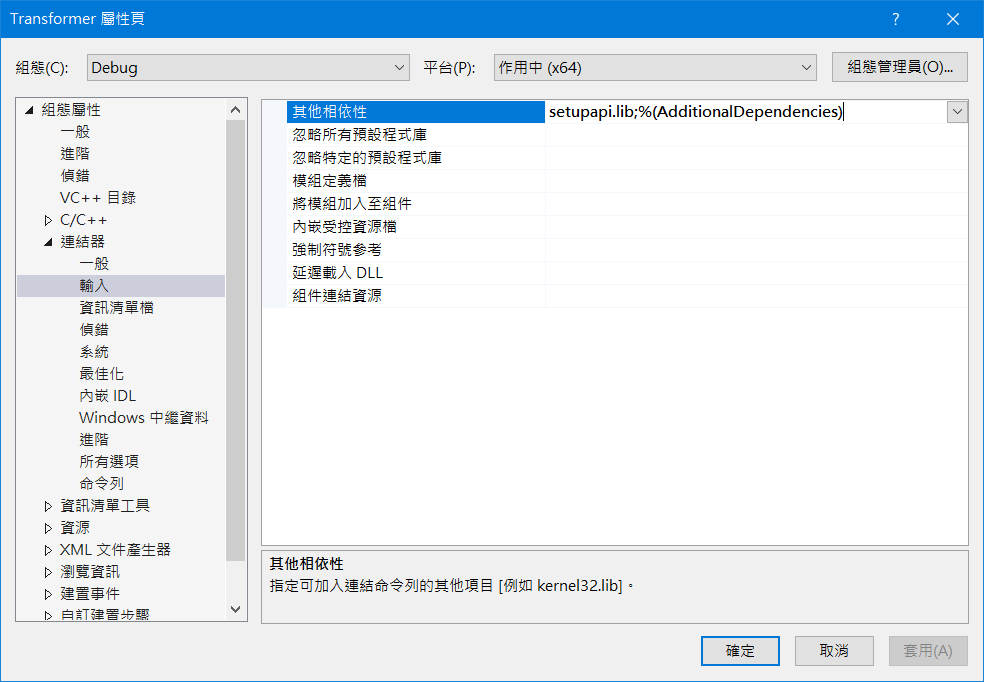 Transformer 屬性頁
組態(C): Debug 平台(P): 作用中 (x64) 組態管理員(O)...
組態屬性
一般
進階
偵錯
VC++ 目錄
C/C++
連結器
一般
輸入
資訊清單檔
偵錯
系統
最佳化
內嵌 IDL
Windows 中繼資料
進階
所有選項
命令列
資訊清單工具
資源
XML 文件產生器
瀏覽資訊
建置事件
自訂建置步驟
其他相依性 setupapi.lib;%(AdditionalDependencies)
忽略所有預設程式庫
忽略特定的預設程式庫
模組定義檔
將模組加入至組件
內嵌受控資源檔
強制符號參考
延遲載入 DLL
組件連結資源
其他相依性
指定可加入連結命令列的其他項目 [例如 kernel32.lib]。
確定 取消 套用(A)